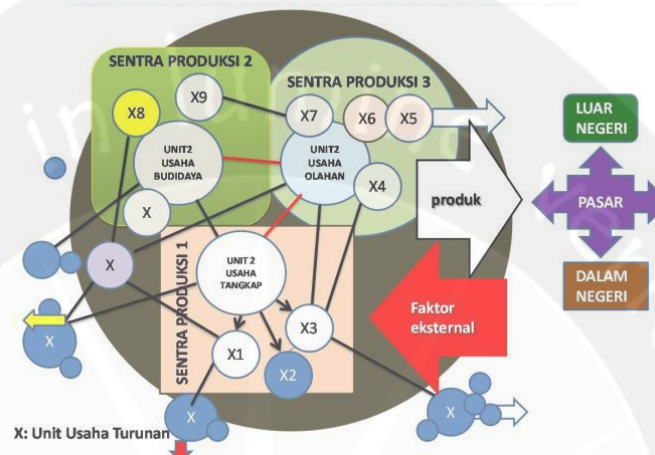 SENTRA PRODUKSI 2
SENTRA PRODUKSI 3
X9
X8
X7
X6
X5
UNIT2
USAHA
BUDIDAYA
UNIT2
USAHA
OLAHAN
X4
X
LUAR
NEGERI
produk
PASAR
DALAM
NEGERI
X
SENTRA PRODUKSI 1
UNIT 2
USAHA
TANGKAP
X3
X1
X2
Faktor
eksternal
X
X
X
X: Unit Usaha Turunan